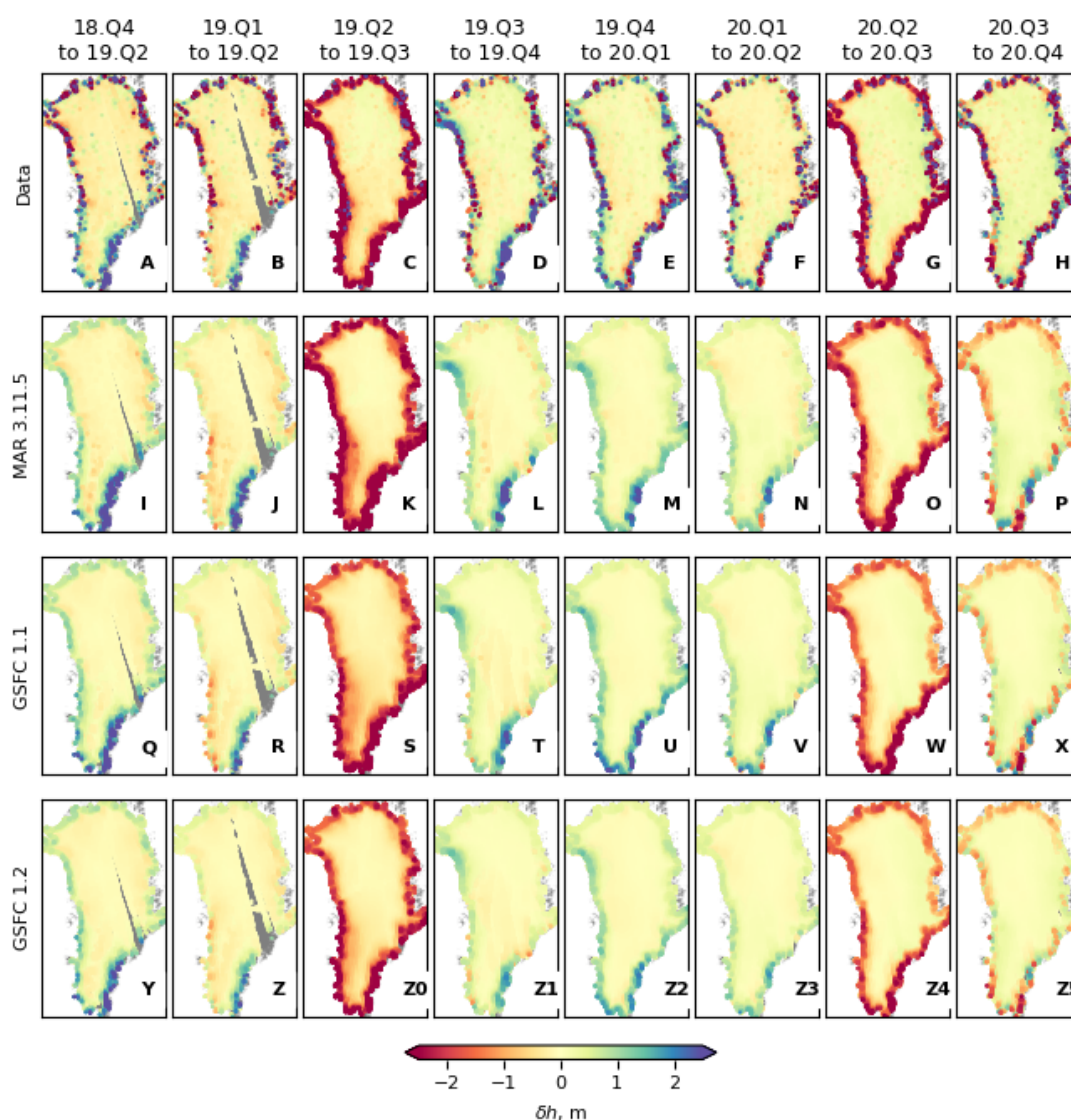 18.Q4 19.Q1 19.Q2 19.Q3 19.Q4 20.Q1 20.Q2 20.Q3
to 19.Q2 to 19.Q2 to 19.Q3 to 19.Q4 to 20.Q1 to 20.Q2 to 20.Q3 to 20.Q4
Data
A B C D E F G H
MAR 3.11.5
I J K L M N O P
GSFC 1.1
Q R S T U V W X
GSFC 1.2
Y Z Z0 Z1 Z2 Z3 Z4 Z5
−2 −1 0 1 2
δh, m